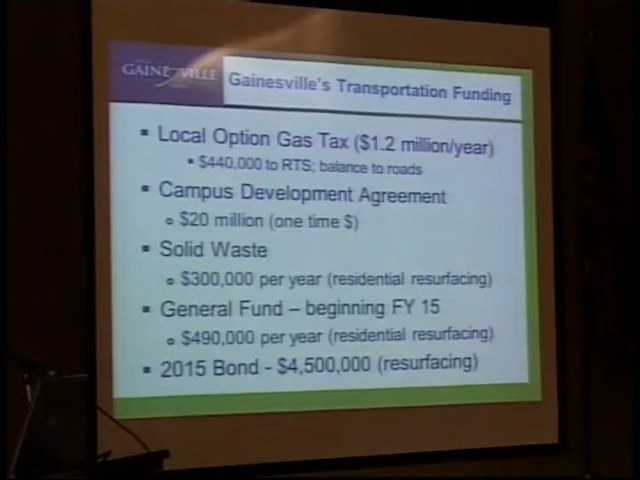 GAINESVILLE
Gainesville's Transportation Funding
▪ Local Option Gas Tax ($1.2 million/year)
▪ $440,000 to RTS; balance to roads
▪ Campus Development Agreement
o $20 million (one time $)
▪ Solid Waste
o $300,000 per year (residential resurfacing)
▪ General Fund – beginning FY 15
o $490,000 per year (residential resurfacing)
▪ 2015 Bond - $4,500,000 (resurfacing)